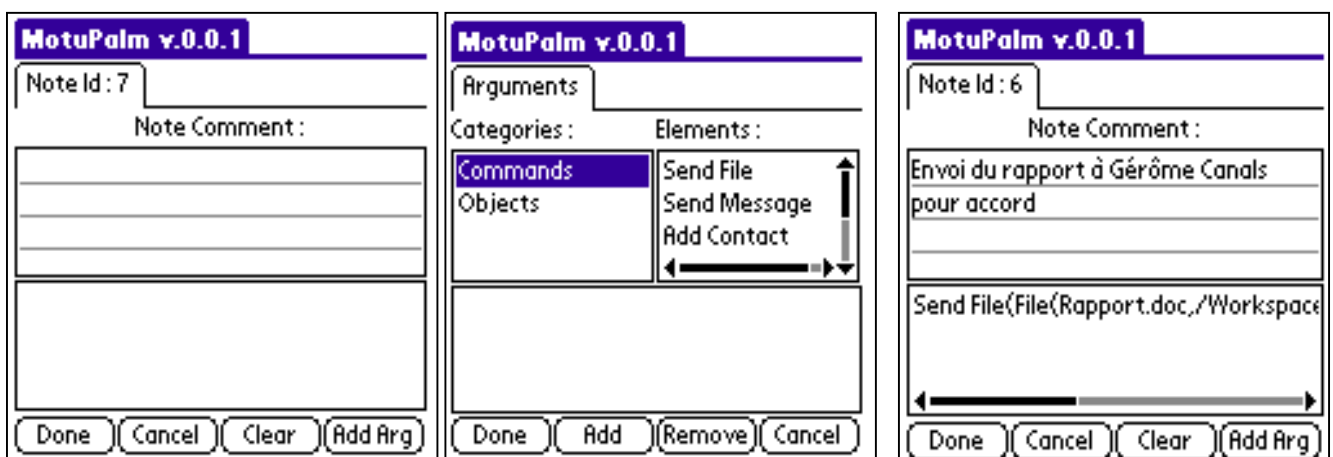 MotuPalm v.0.0.1
Note Id : 7
Note Comment :
Done Cancel Clear Add Arg
MotuPalm v.0.0.1
Arguments
Categories : Elements :
Commands Send File
Objects Send Message
Add Contact
Done Add Remove Cancel
MotuPalm v.0.0.1
Note Id : 6
Note Comment :
Envoi du rapport à Gérôme Canals
pour accord
Send File(File(Rapport.doc,/Workspace
Done Cancel Clear Add Arg